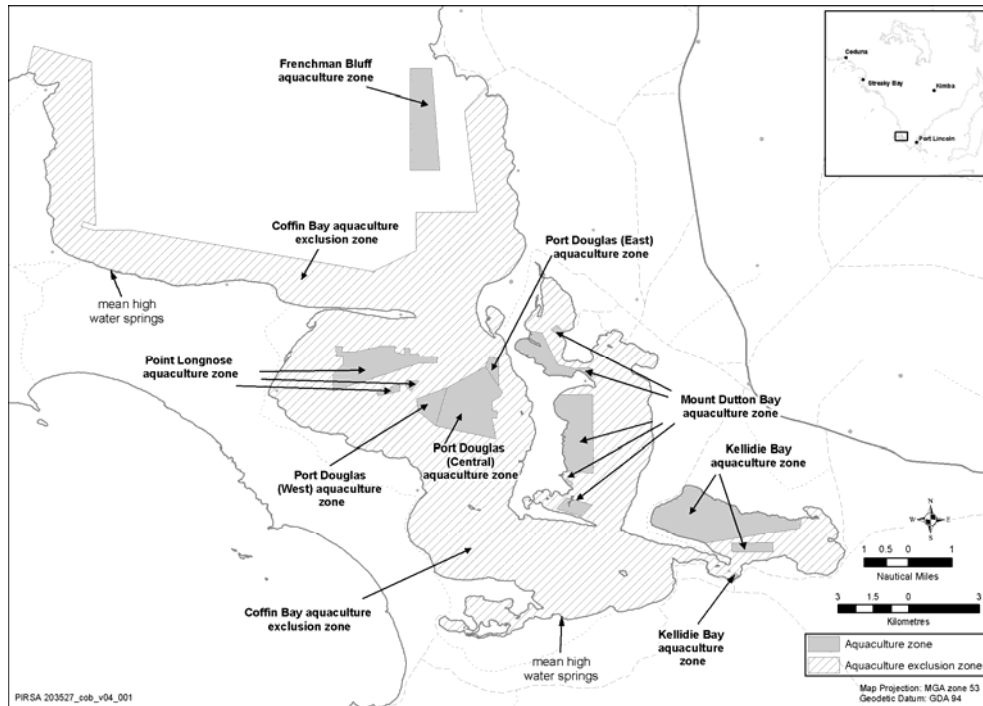 Frenchman Bluff
aquaculture zone
Ceduna
Streaky Bay
Kimba
Port Lincoln
Coffin Bay aquaculture
exclusion zone
Port Douglas (East)
aquaculture zone
mean high
water springs
Point Longnose
aquaculture zone
Mount Dutton Bay
aquaculture zone
Port Douglas
(Central)
aquaculture zone
Kellidie Bay
aquaculture zone
Port Douglas
(West) aquaculture
zone
N
W
E
S
1 0.5 0 1
Nautical Miles
3 1.5 0 3
Kilometres
Coffin Bay aquaculture
exclusion zone
Kellidie Bay
aquaculture
zone
mean high
water springs
Aquaculture zone
Aquaculture exclusion zone
PIRSA 203527_cob_v04_001
Map Projection: MGA zone 53
Geodetic Datum: GDA 94